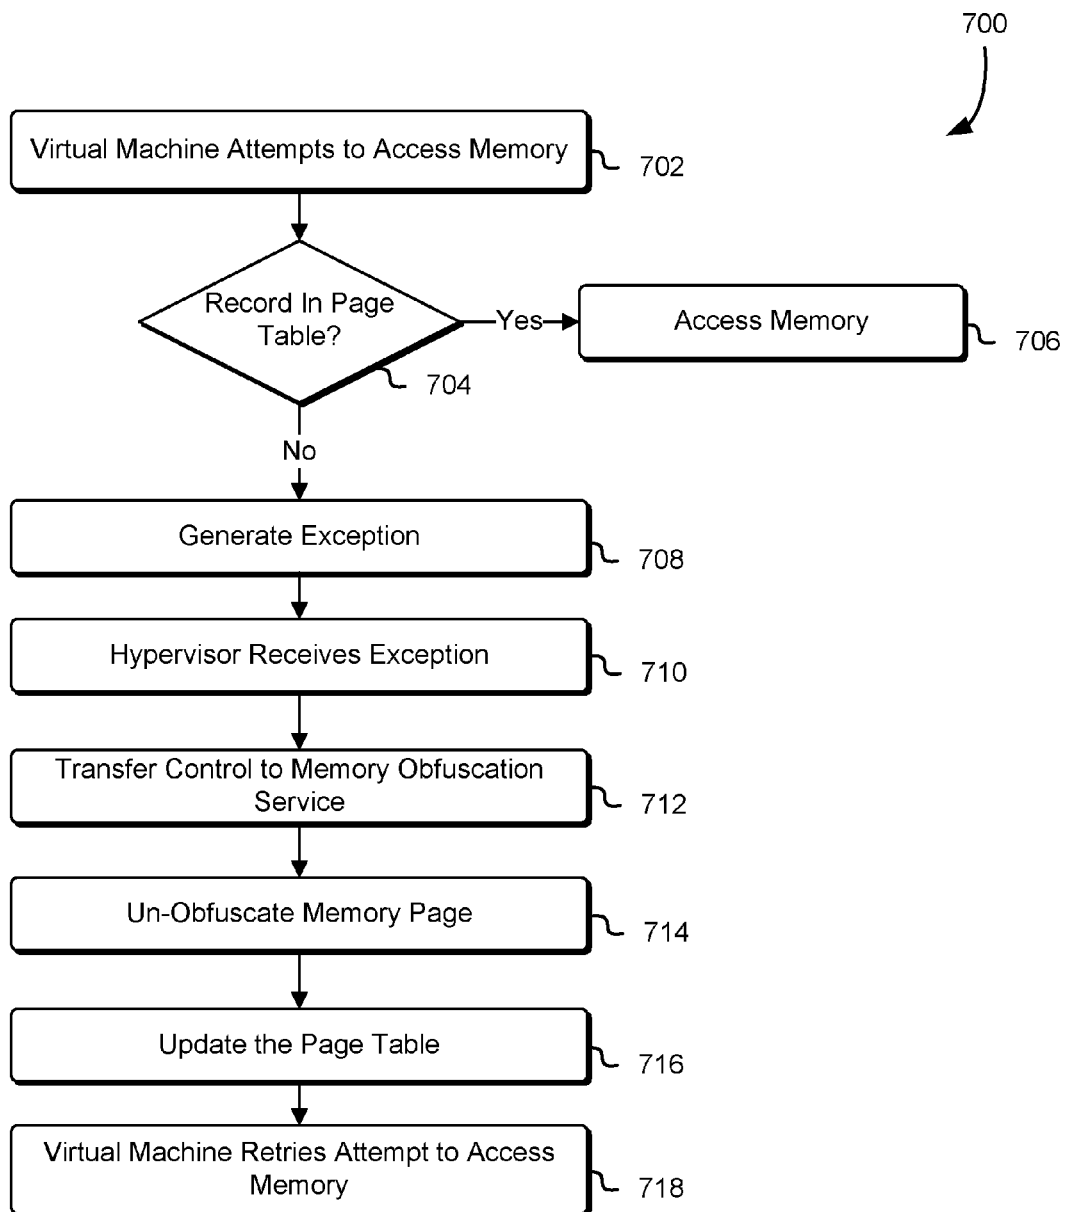 700
Virtual Machine Attempts to Access Memory
702
Record In Page
Table?
Yes
Access Memory
706
704
No
Generate Exception
708
Hypervisor Receives Exception
710
Transfer Control to Memory Obfuscation
Service
712
Un-Obfuscate Memory Page
714
Update the Page Table
716
Virtual Machine Retries Attempt to Access
Memory
718